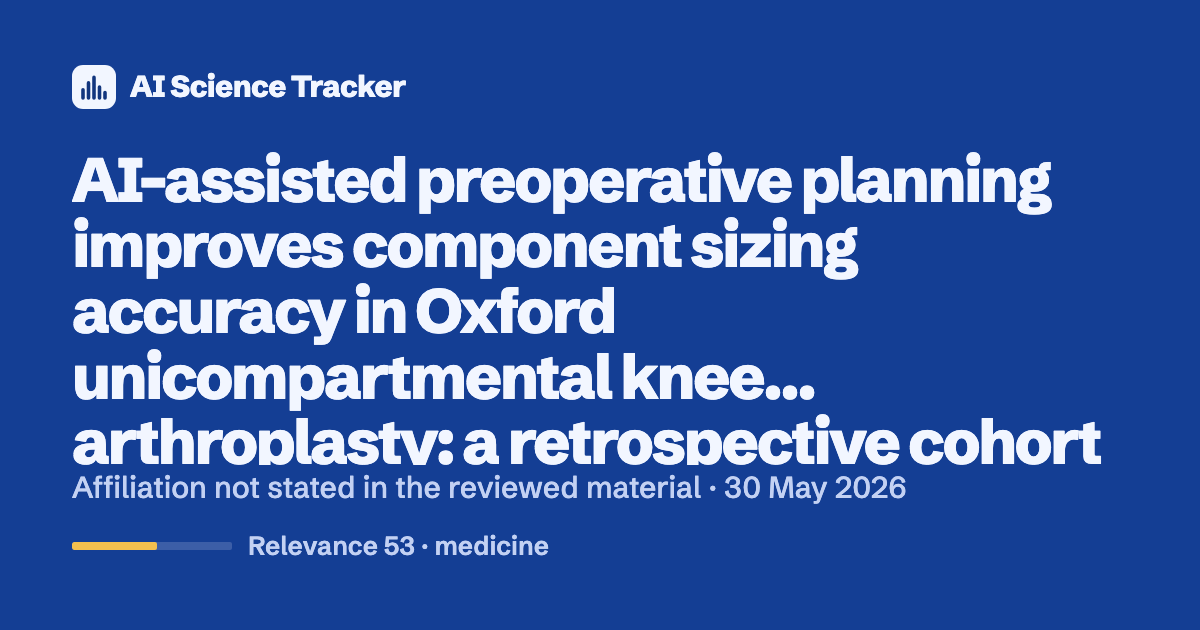 AI Science Tracker
AI-assisted preoperative planning
improves component sizing
accuracy in Oxford
unicompartmental knee...
arthroplasty: a retrospective cohort
Affiliation not stated in the reviewed material · 30 May 2026
Relevance 53 · medicine